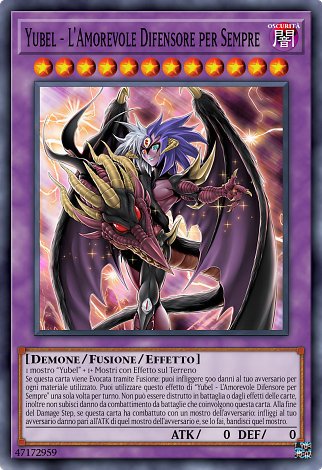 Yubel - L'Amorevole Difensore per Sempre
OSCURITÀ
闇
[Demone/Fusione/Effetto]
1 mostro "Yubel" + 1+ Mostri con Effetto sul Terreno
Se questa carta viene Evocata tramite Fusione: puoi infliggere 500 danni al tuo avversario per
ogni materiale utilizzato. Puoi utilizzare questo effetto di "Yubel - L'Amorevole Difensore per
Sempre" una sola volta per turno. Non può essere distrutto in battaglia o dagli effetti delle carte,
inoltre non subisci danno da combattimento da battaglie che coinvolgono questa carta. Alla fine
del Damage Step, se questa carta ha combattuto con un mostro dell'avversario: infliggi al tuo
avversario danno pari all'ATK di quel mostro dell'avversario e, se lo fai, bandisci quel mostro.
ATK/ 0 DEF/ 0
47172959